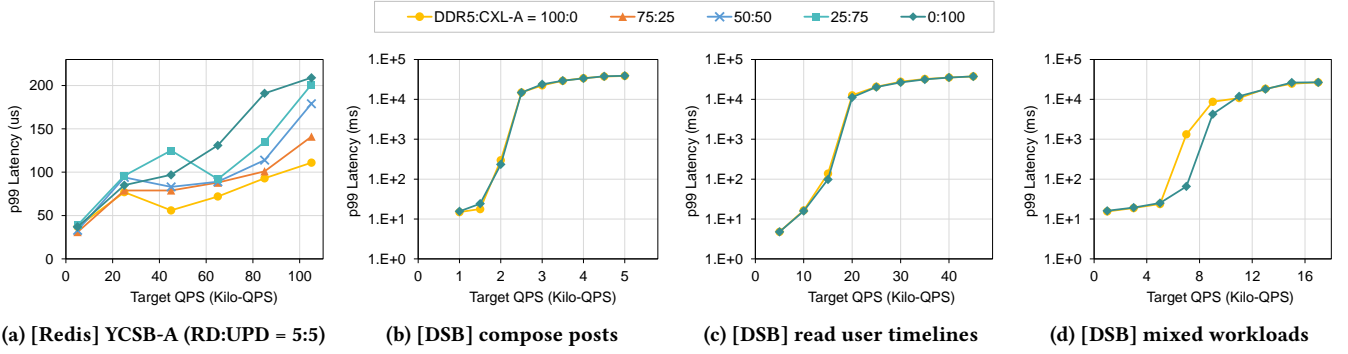 DDR5:CXL-A = 100:0 75:25 50:50 25:75 0:100
p99 Latency (us)
200
150
100
50
0
0 20 40 60 80 100
Target QPS (Kilo-QPS)
(a) [Redis] YCSB-A (RD:UPD = 5:5)
p99 Latency (ms)
1.E+5
1.E+4
1.E+3
1.E+2
1.E+1
1.E+0
0 1 2 3 4 5
Target QPS (Kilo-QPS)
(b) [DSB] compose posts
p99 Latency (ms)
1.E+5
1.E+4
1.E+3
1.E+2
1.E+1
1.E+0
0 10 20 30 40
Target QPS (Kilo-QPS)
(c) [DSB] read user timelines
p99 Latency (ms)
1.E+5
1.E+4
1.E+3
1.E+2
1.E+1
1.E+0
0 4 8 12 16
Target QPS (Kilo-QPS)
(d) [DSB] mixed workloads